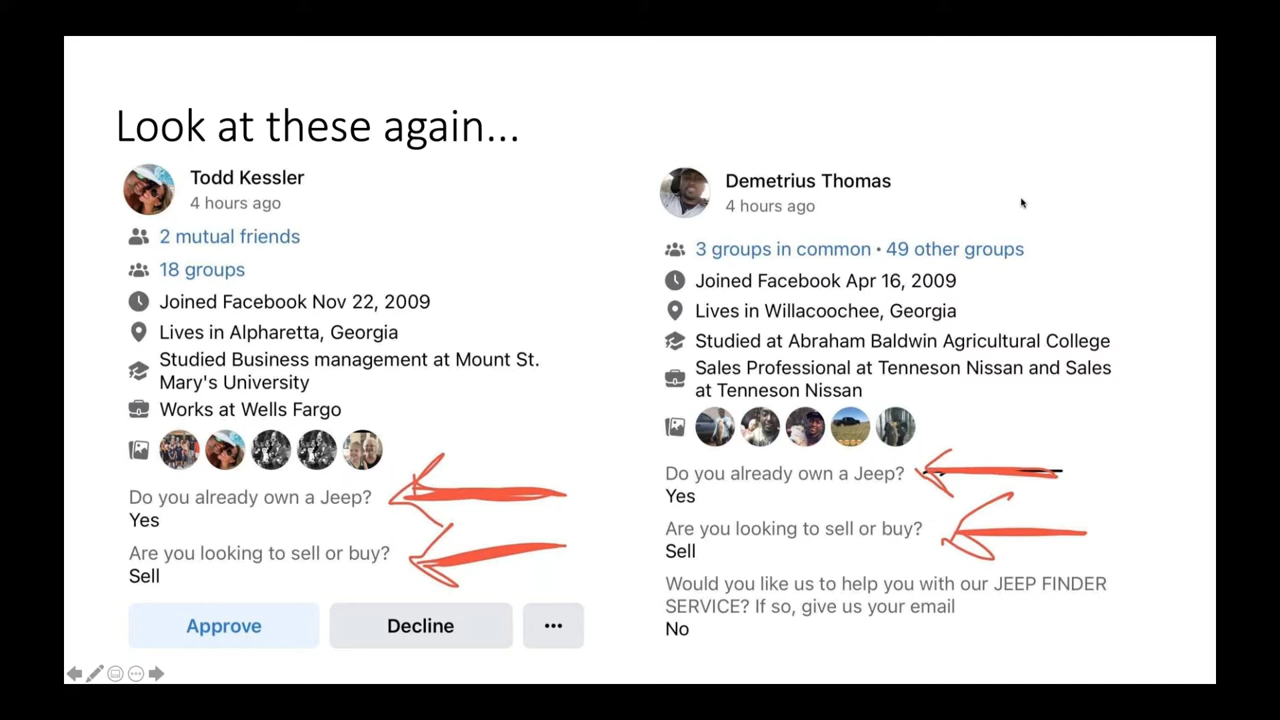 Look at these again...
Todd Kessler
4 hours ago
2 mutual friends
18 groups
Joined Facebook Nov 22, 2009
Lives in Alpharetta, Georgia
Studied Business management at Mount St.
Mary's University
Works at Wells Fargo
Do you already own a Jeep?
Yes
Are you looking to sell or buy?
Sell
Approve
Decline
Demetrius Thomas
4 hours ago
3 groups in common • 49 other groups
Joined Facebook Apr 16, 2009
Lives in Willacoochee, Georgia
Studied at Abraham Baldwin Agricultural College
Sales Professional at Tenneson Nissan and Sales
at Tenneson Nissan
Do you already own a Jeep?
Yes
Are you looking to sell or buy?
Sell
Would you like us to help you with our JEEP FINDER
SERVICE? If so, give us your email
No